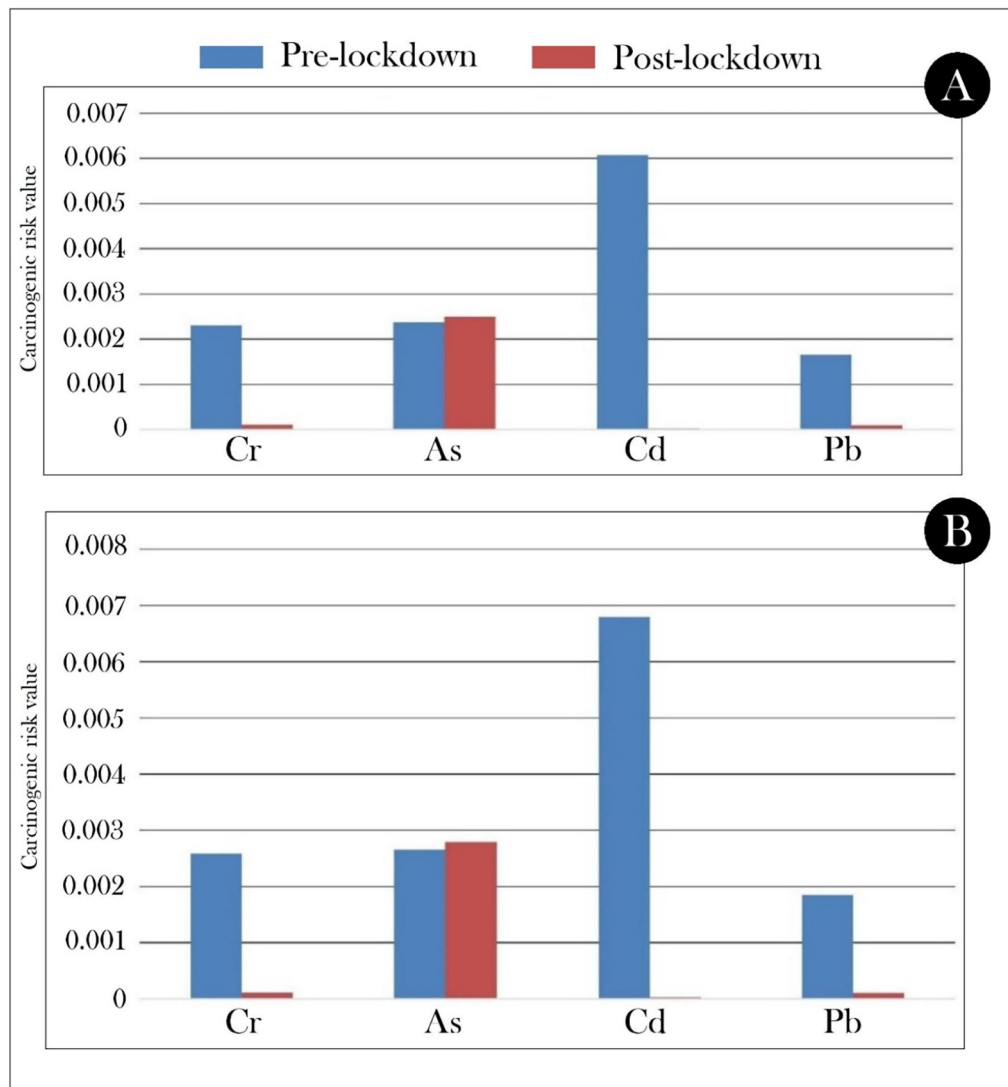 Pre-lockdown Post-lockdown
A
Carcinogenic risk value
0.007
0.006
0.005
0.004
0.003
0.002
0.001
0
Cr As Cd Pb
B
Carcinogenic risk value
0.008
0.007
0.006
0.005
0.004
0.003
0.002
0.001
0
Cr As Cd Pb